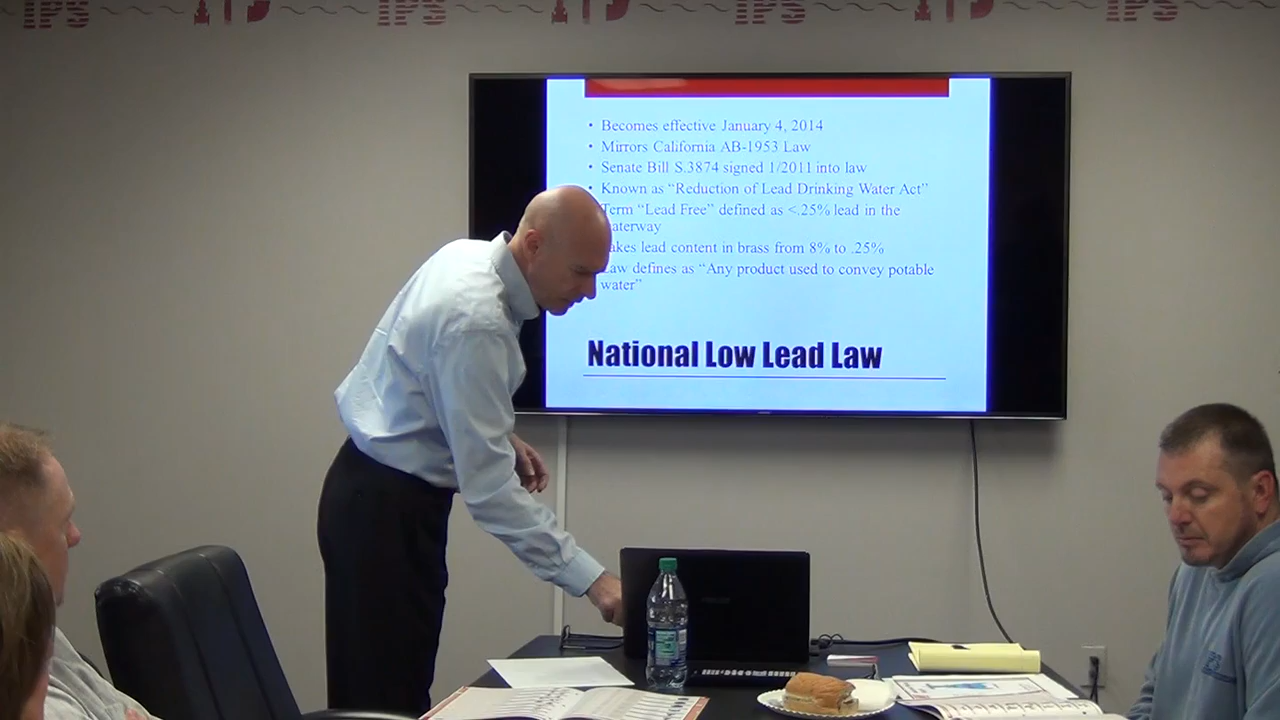 IPS IPS IPS IPS
• Becomes effective January 4, 2014
• Mirrors California AB-1953 Law
• Senate Bill S.3874 signed 1/2011 into law
• Known as “Reduction of Lead Drinking Water Act”
Term “Lead Free” defined as <.25% lead in the
aterway
akes lead content in brass from 8% to .25%
Law defines as “Any product used to convey potable
water”
National Low Lead Law